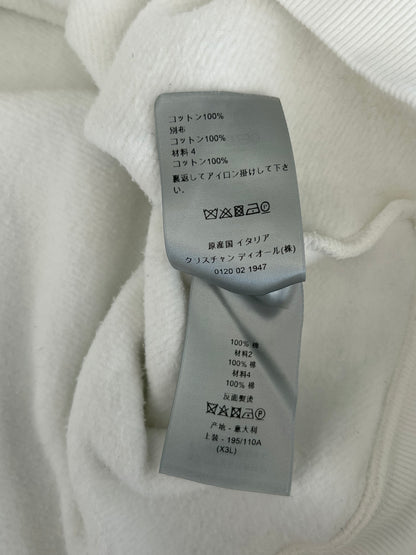 コットン100%
別布
コットン100%
材料 4
コットン100%
裏返してアイロン掛けして下さ
い.
原産国 イタリア
クリスチャン ディオール(株)
0120 02 1947
100% 棉
材料2
100% 棉
材料4
100% 棉
反面熨烫
产地 - 意大利
上装 - 195/110A
(X3L)